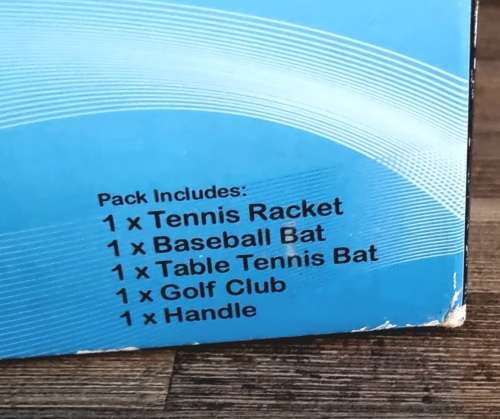 Pack Includes:
1 x Tennis Racket
1 x Baseball Bat
1 x Table Tennis Bat
1 x Golf Club
1 x Handle